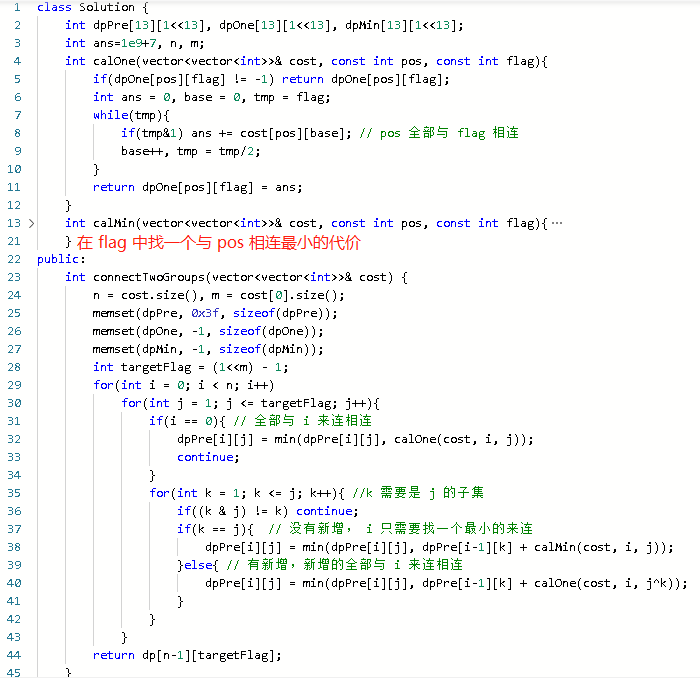 1 class Solution {
2 int dpPre[13][1<<13], dpOne[13][1<<13], dpMin[13][1<<13];
3 int ans=1e9+7, n, m;
4 int calOne(vector<vector<int>>& cost, const int pos, const int flag){
5 if(dpOne[pos][flag] != -1) return dpOne[pos][flag];
6 int ans = 0, base = 0, tmp = flag;
7 while(tmp){
8 if(tmp&1) ans += cost[pos][base]; // pos 全部与 flag 相连
9 base++, tmp = tmp/2;
10 }
11 return dpOne[pos][flag] = ans;
12 }
13 int calMin(vector<vector<int>>& cost, const int pos, const int flag){ ···
21 } 在 flag 中找一个与 pos 相连最小的代价
22 public:
23 int connectTwoGroups(vector<vector<int>>& cost) {
24 n = cost.size(), m = cost[0].size();
25 memset(dpPre, 0x3f, sizeof(dpPre));
26 memset(dpOne, -1, sizeof(dpOne));
27 memset(dpMin, -1, sizeof(dpMin));
28 int targetFlag = (1<<m) - 1;
29 for(int i = 0; i < n; i++)
30 for(int j = 1; j <= targetFlag; j++){
31 if(i == 0){ // 全部与 i 来连相连
32 dpPre[i][j] = min(dpPre[i][j], calOne(cost, i, j));
33 continue;
34 }
35 for(int k = 1; k <= j; k++){ //k 需要是 j 的子集
36 if((k & j) != k) continue;
37 if(k == j){ // 没有新增, i 只需要找一个最小的来连
38 dpPre[i][j] = min(dpPre[i][j], dpPre[i-1][k] + calMin(cost, i, j));
39 }else{ // 有新增,新增的全部与 i 来连相连
40 dpPre[i][j] = min(dpPre[i][j], dpPre[i-1][k] + calOne(cost, i, j^k));
41 }
42 }
43 }
44 return dp[n-1][targetFlag];
45 }